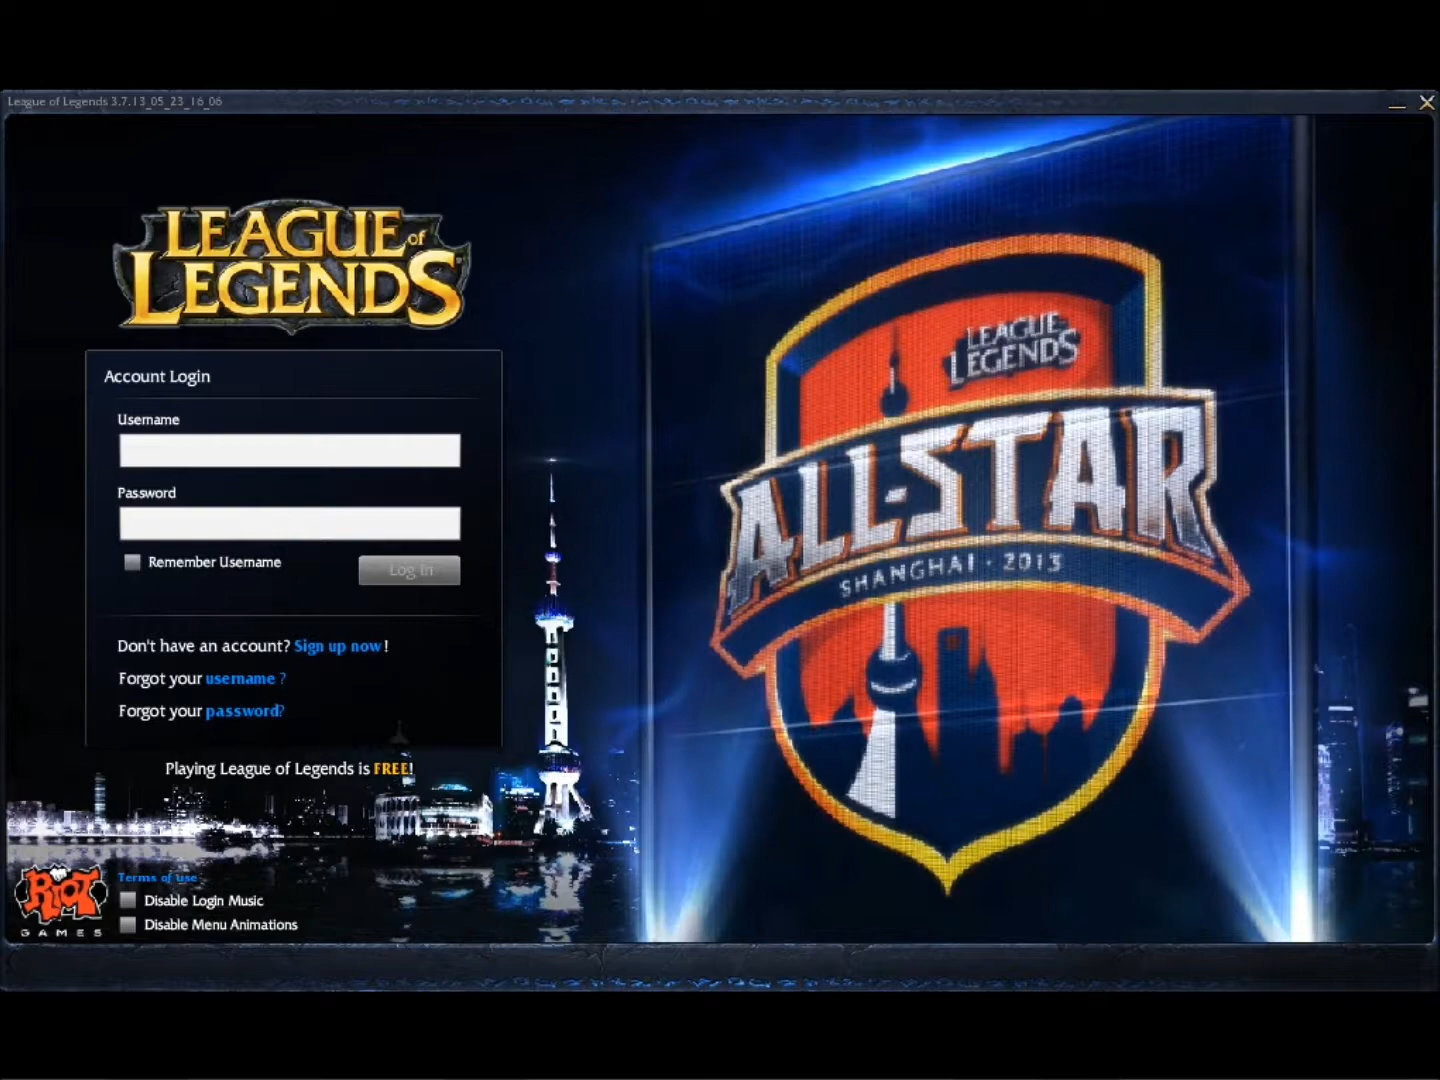 League of Legends 3.7.13_05_23_16_06
LEAGUE of
LEGENDS
Account Login
Username
Password
Remember Username
Log In
Don't have an account? Sign up now !
Forgot your username ?
Forgot your password?
Playing League of Legends is FREE!
RIOT
GAMES
Terms of use
Disable Login Music
Disable Menu Animations
LEAGUE of
LEGENDS
ALL-STAR
SHANGHAI · 2013